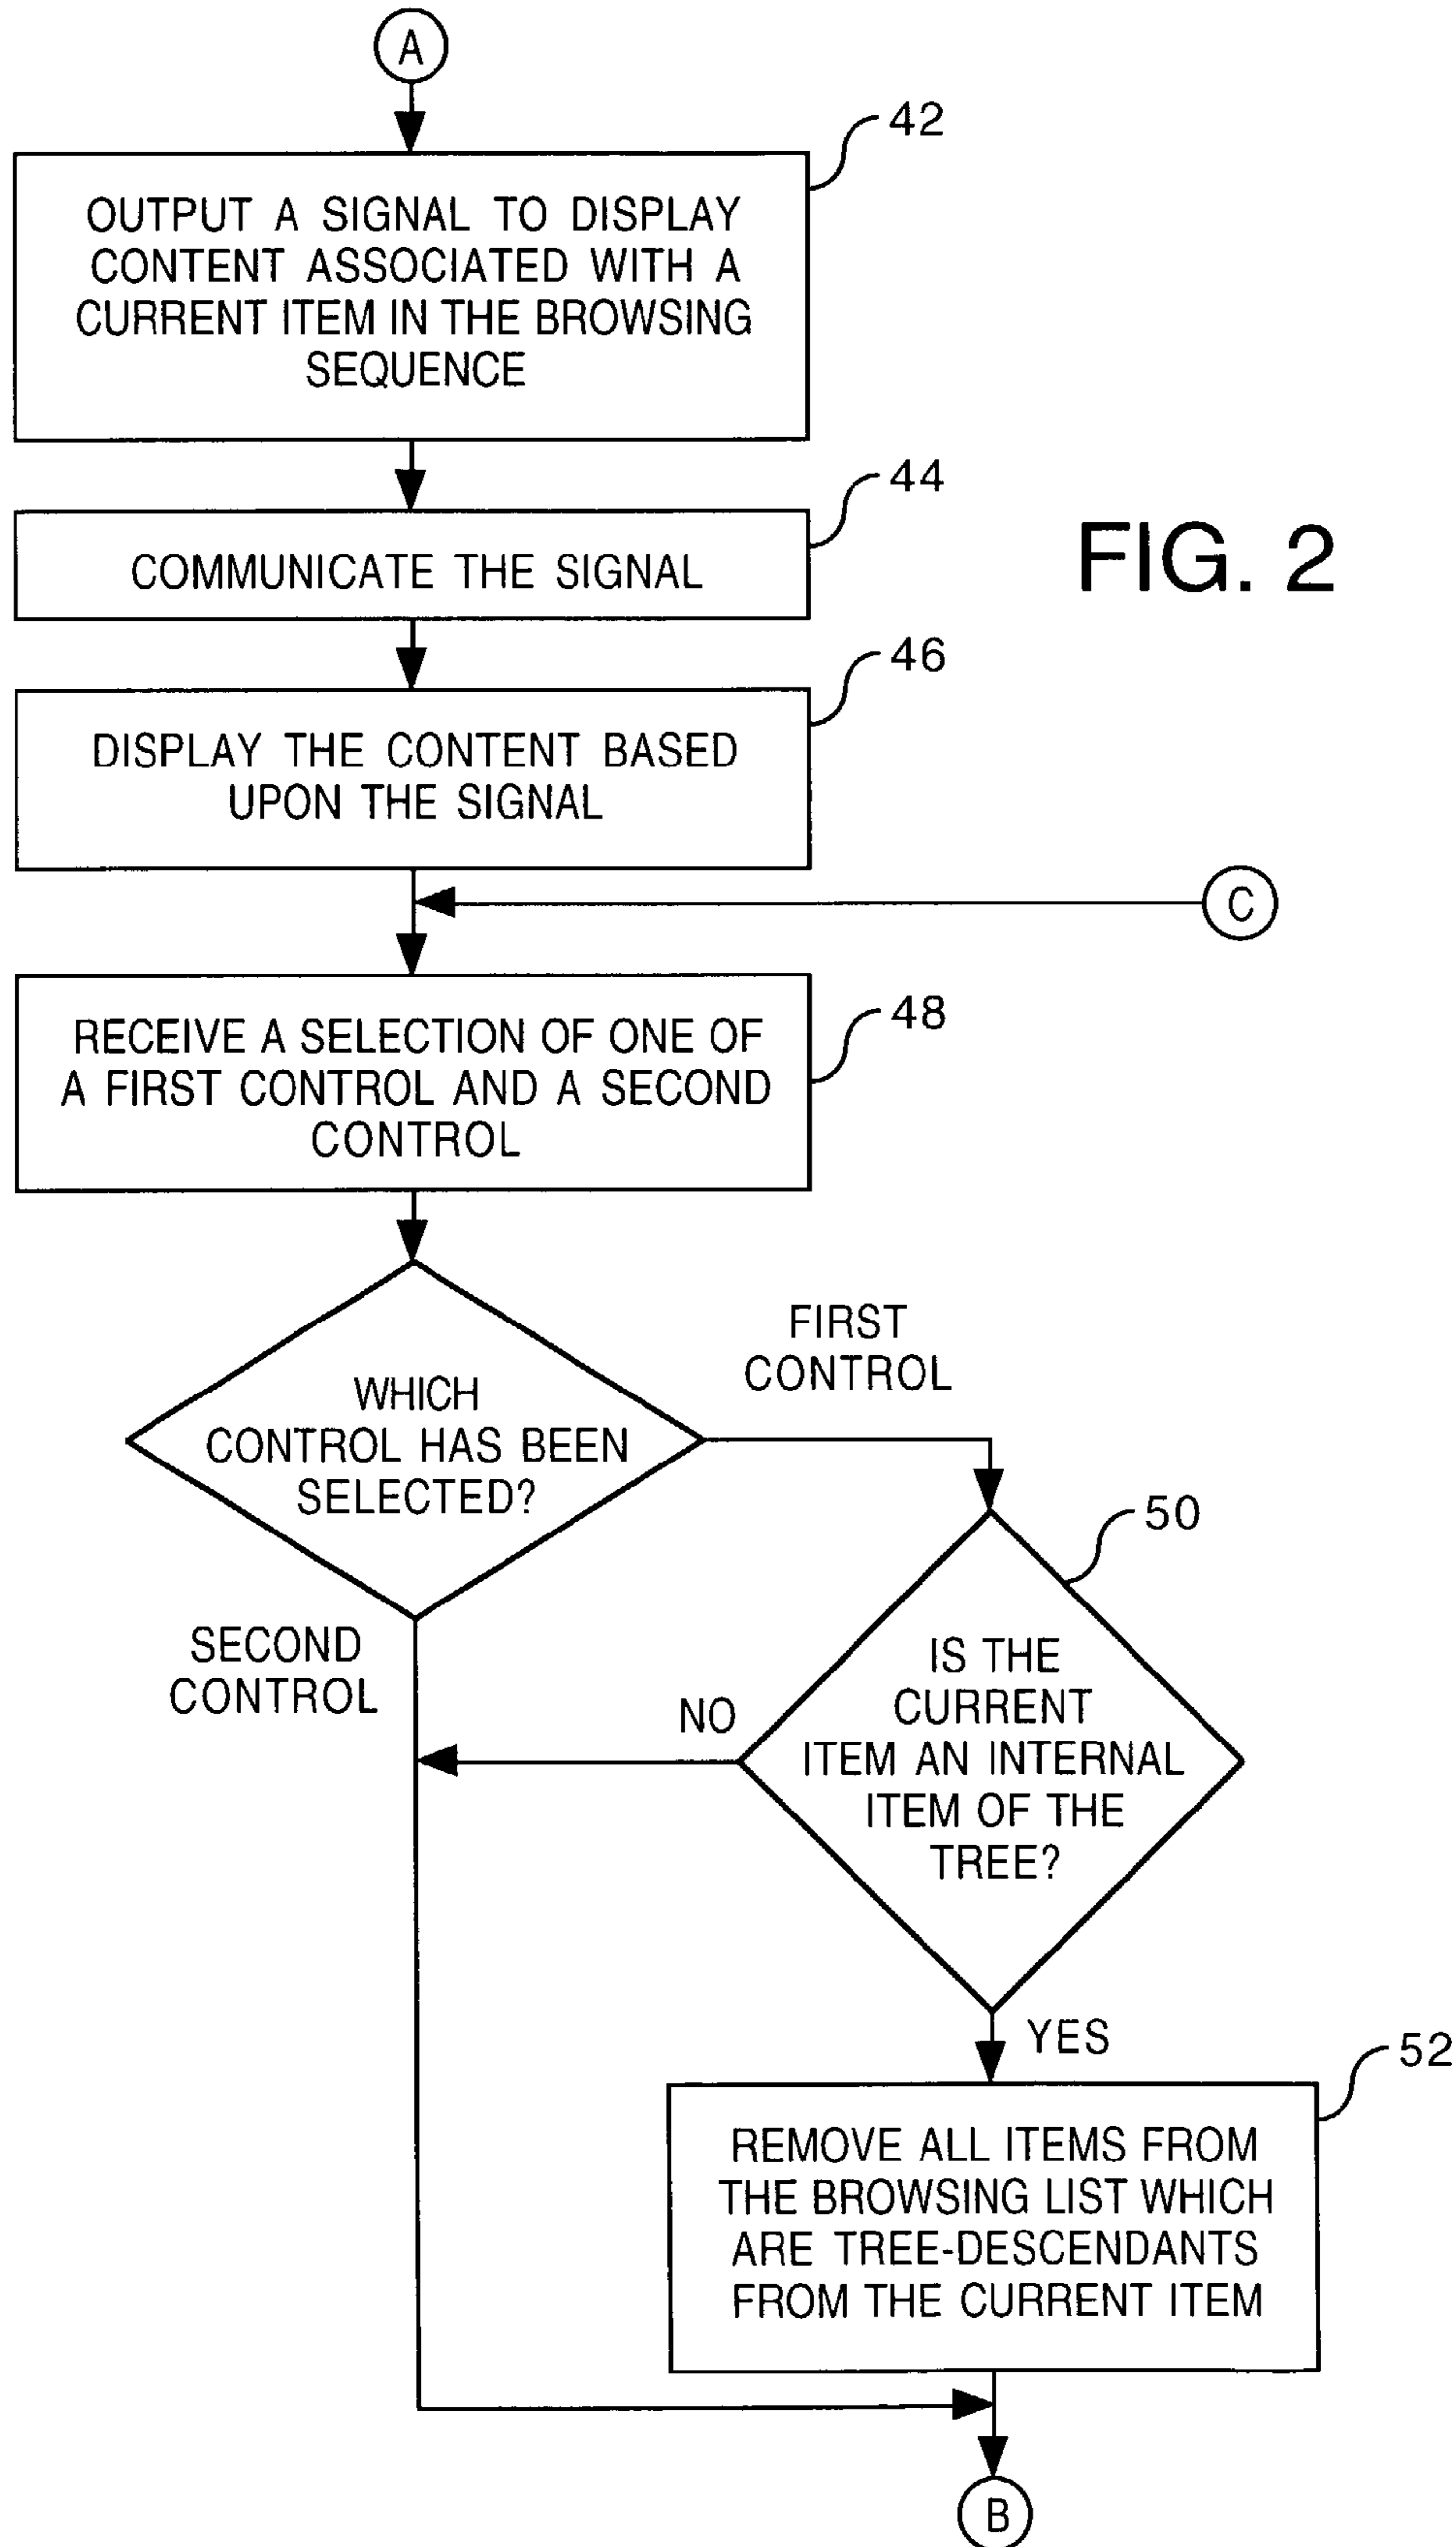 A
42
OUTPUT A SIGNAL TO DISPLAY
CONTENT ASSOCIATED WITH A
CURRENT ITEM IN THE BROWSING
SEQUENCE
44
COMMUNICATE THE SIGNAL
FIG. 2
46
DISPLAY THE CONTENT BASED
UPON THE SIGNAL
C
48
RECEIVE A SELECTION OF ONE OF
A FIRST CONTROL AND A SECOND
CONTROL
WHICH
CONTROL HAS BEEN
SELECTED?
FIRST
CONTROL
SECOND
CONTROL
50
IS THE
CURRENT
ITEM AN INTERNAL
ITEM OF THE
TREE?
NO
YES
52
REMOVE ALL ITEMS FROM
THE BROWSING LIST WHICH
ARE TREE-DESCENDANTS
FROM THE CURRENT ITEM
B